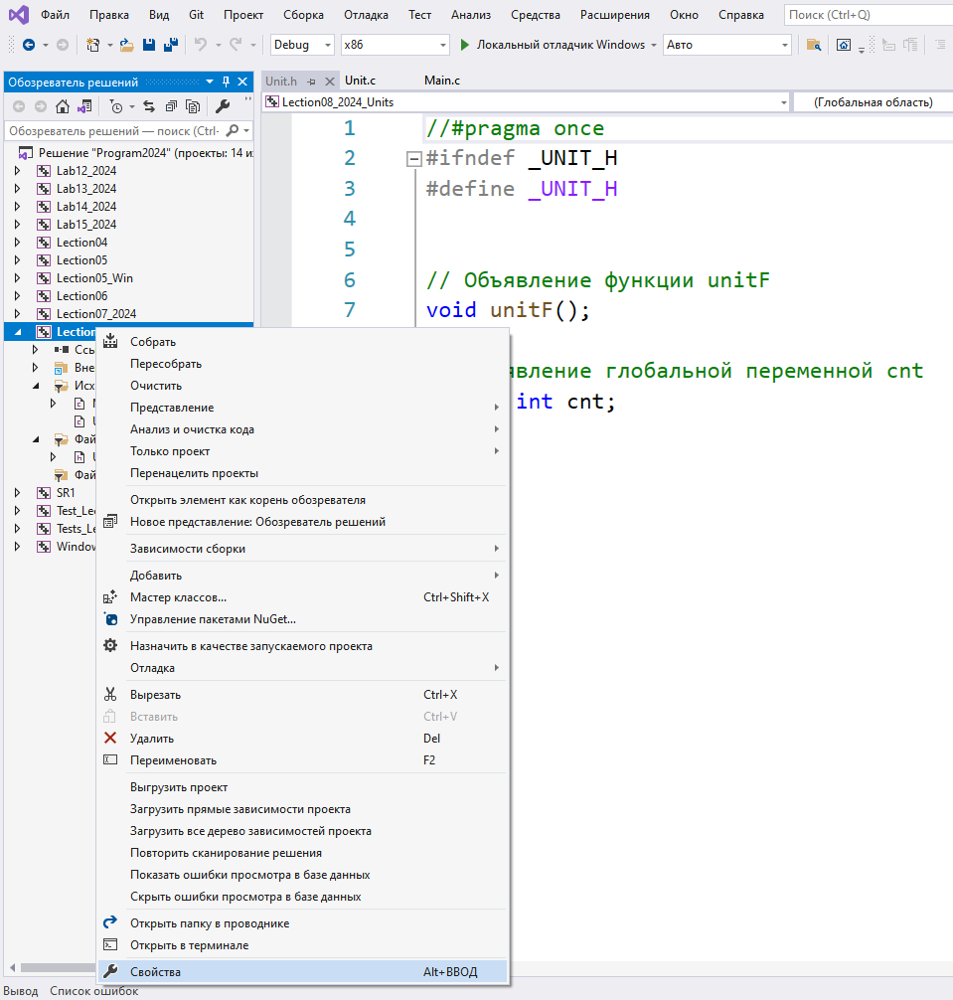 Файл Правка Вид Git Проект Сборка Отладка Тест Анализ Средства Расширения Окно Справка Поиск (Ctrl+Q)
Debug x86 Локальный отладчик Windows Авто
Обозреватель решений
Unit.h Unit.c Main.c
Lection08_2024_Units (Глобальная область)
Обозреватель решений — поиск (Ctrl-
Решение "Program2024" (проекты: 14 из
Lab12_2024
Lab13_2024
Lab14_2024
Lab15_2024
Lection04
Lection05
Lection05_Win
Lection06
Lection07_2024
Lection
Ссы
Вне
Исх
Фай
Фай
SR1
Test_Lec
Tests_Le
Window
1 //#pragma once
2 #ifndef _UNIT_H
3 #define _UNIT_H
4
5
6 // Объявление функции unitF
7 void unitF();
явление глобальной переменной cnt
int cnt;
Собрать
Пересобрать
Очистить
Представление
Анализ и очистка кода
Только проект
Перенацелить проекты
Открыть элемент как корень обозревателя
Новое представление: Обозреватель решений
Зависимости сборки
Добавить
Мастер классов... Ctrl+Shift+X
Управление пакетами NuGet...
Назначить в качестве запускаемого проекта
Отладка
Вырезать Ctrl+X
Вставить Ctrl+V
Удалить Del
Переименовать F2
Выгрузить проект
Загрузить прямые зависимости проекта
Загрузить все дерево зависимостей проекта
Повторить сканирование решения
Показать ошибки просмотра в базе данных
Скрыть ошибки просмотра в базе данных
Открыть папку в проводнике
Открыть в терминале
Свойства Alt+ВВОД
Вывод Список ошибок